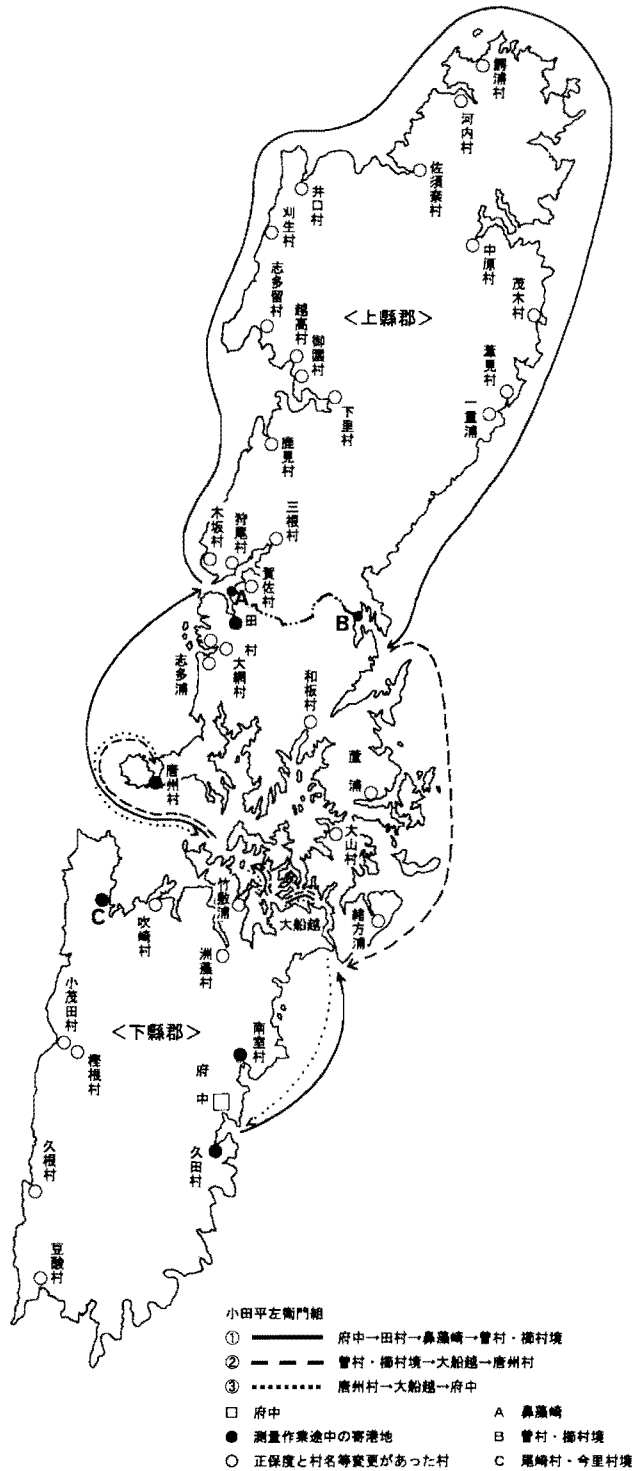 鰐浦村
河内村
佐須奈村
井口村
刈生村
中原村
志多留村
越高村
御園村
<上縣郡>
茂木村
葦見村
一重浦
下里村
鹿見村
三根村
狩尾村
木坂村
賀佐村
A
B
田村
大綱村
志多浦
和板村
蘆浦
唐州村
大山村
竹敷浦
大船越
緒方浦
C
吹崎村
洲藻村
小茂田村
<下縣郡>
樫根村
南室村
府中
久田村
久根村
豆酸村
小田平左衛門組
① 府中→田村→鼻藻崎→曽村・櫛村境
② 曽村・櫛村境→大船越→唐州村
③ 唐州村→大船越→府中
□ 府中 A 鼻藻崎
● 測量作業途中の寄港地 B 曽村・櫛村境
○ 正保度と村名等変更があった村 C 尾崎村・今里村境